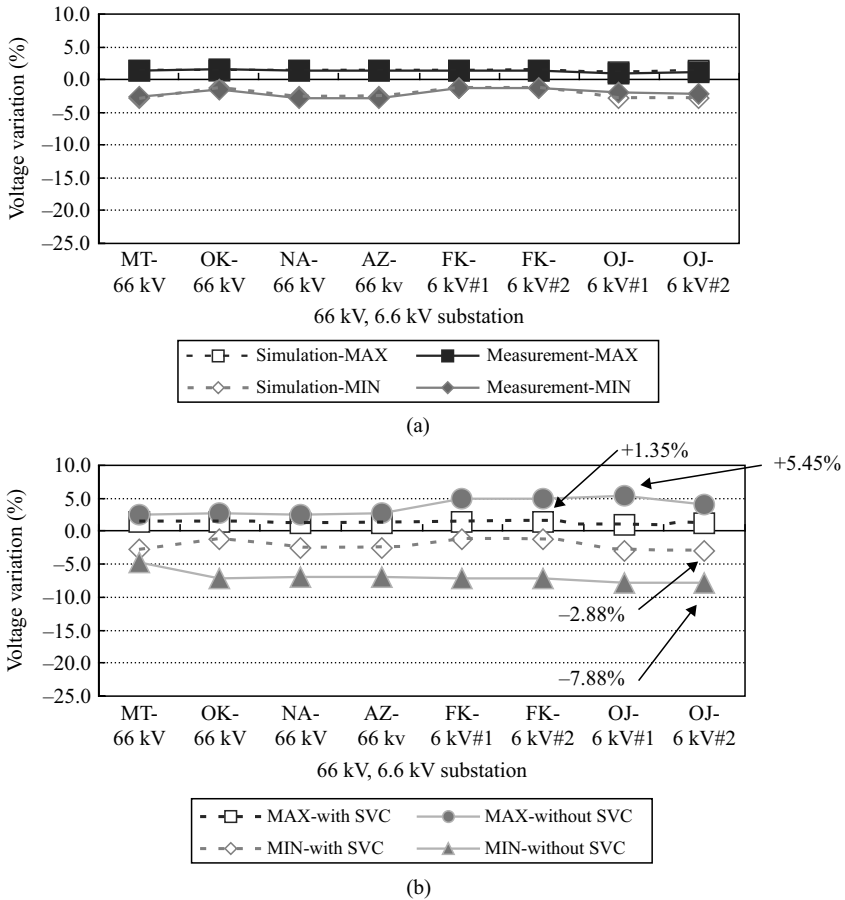 10.0
5.0
0.0
–5.0
–10.0
–15.0
–20.0
–25.0
Voltage variation (%)
MT- OK- NA- AZ- FK- FK- OJ- OJ-
66 kV 66 kV 66 kV 66 kv 6 kV#1 6 kV#2 6 kV#1 6 kV#2
66 kV, 6.6 kV substation
Simulation-MAX Measurement-MAX
Simulation-MIN Measurement-MIN
(a)
+1.35%
+5.45%
10.0
5.0
0.0
–5.0
–10.0
–15.0
–20.0
–25.0
Voltage variation (%)
–2.88%
–7.88%
MT- OK- NA- AZ- FK- FK- OJ- OJ-
66 kV 66 kV 66 kV 66 kv 6 kV#1 6 kV#2 6 kV#1 6 kV#2
66 kV, 6.6 kV substation
MAX-with SVC MAX-without SVC
MIN-with SVC MIN-without SVC
(b)